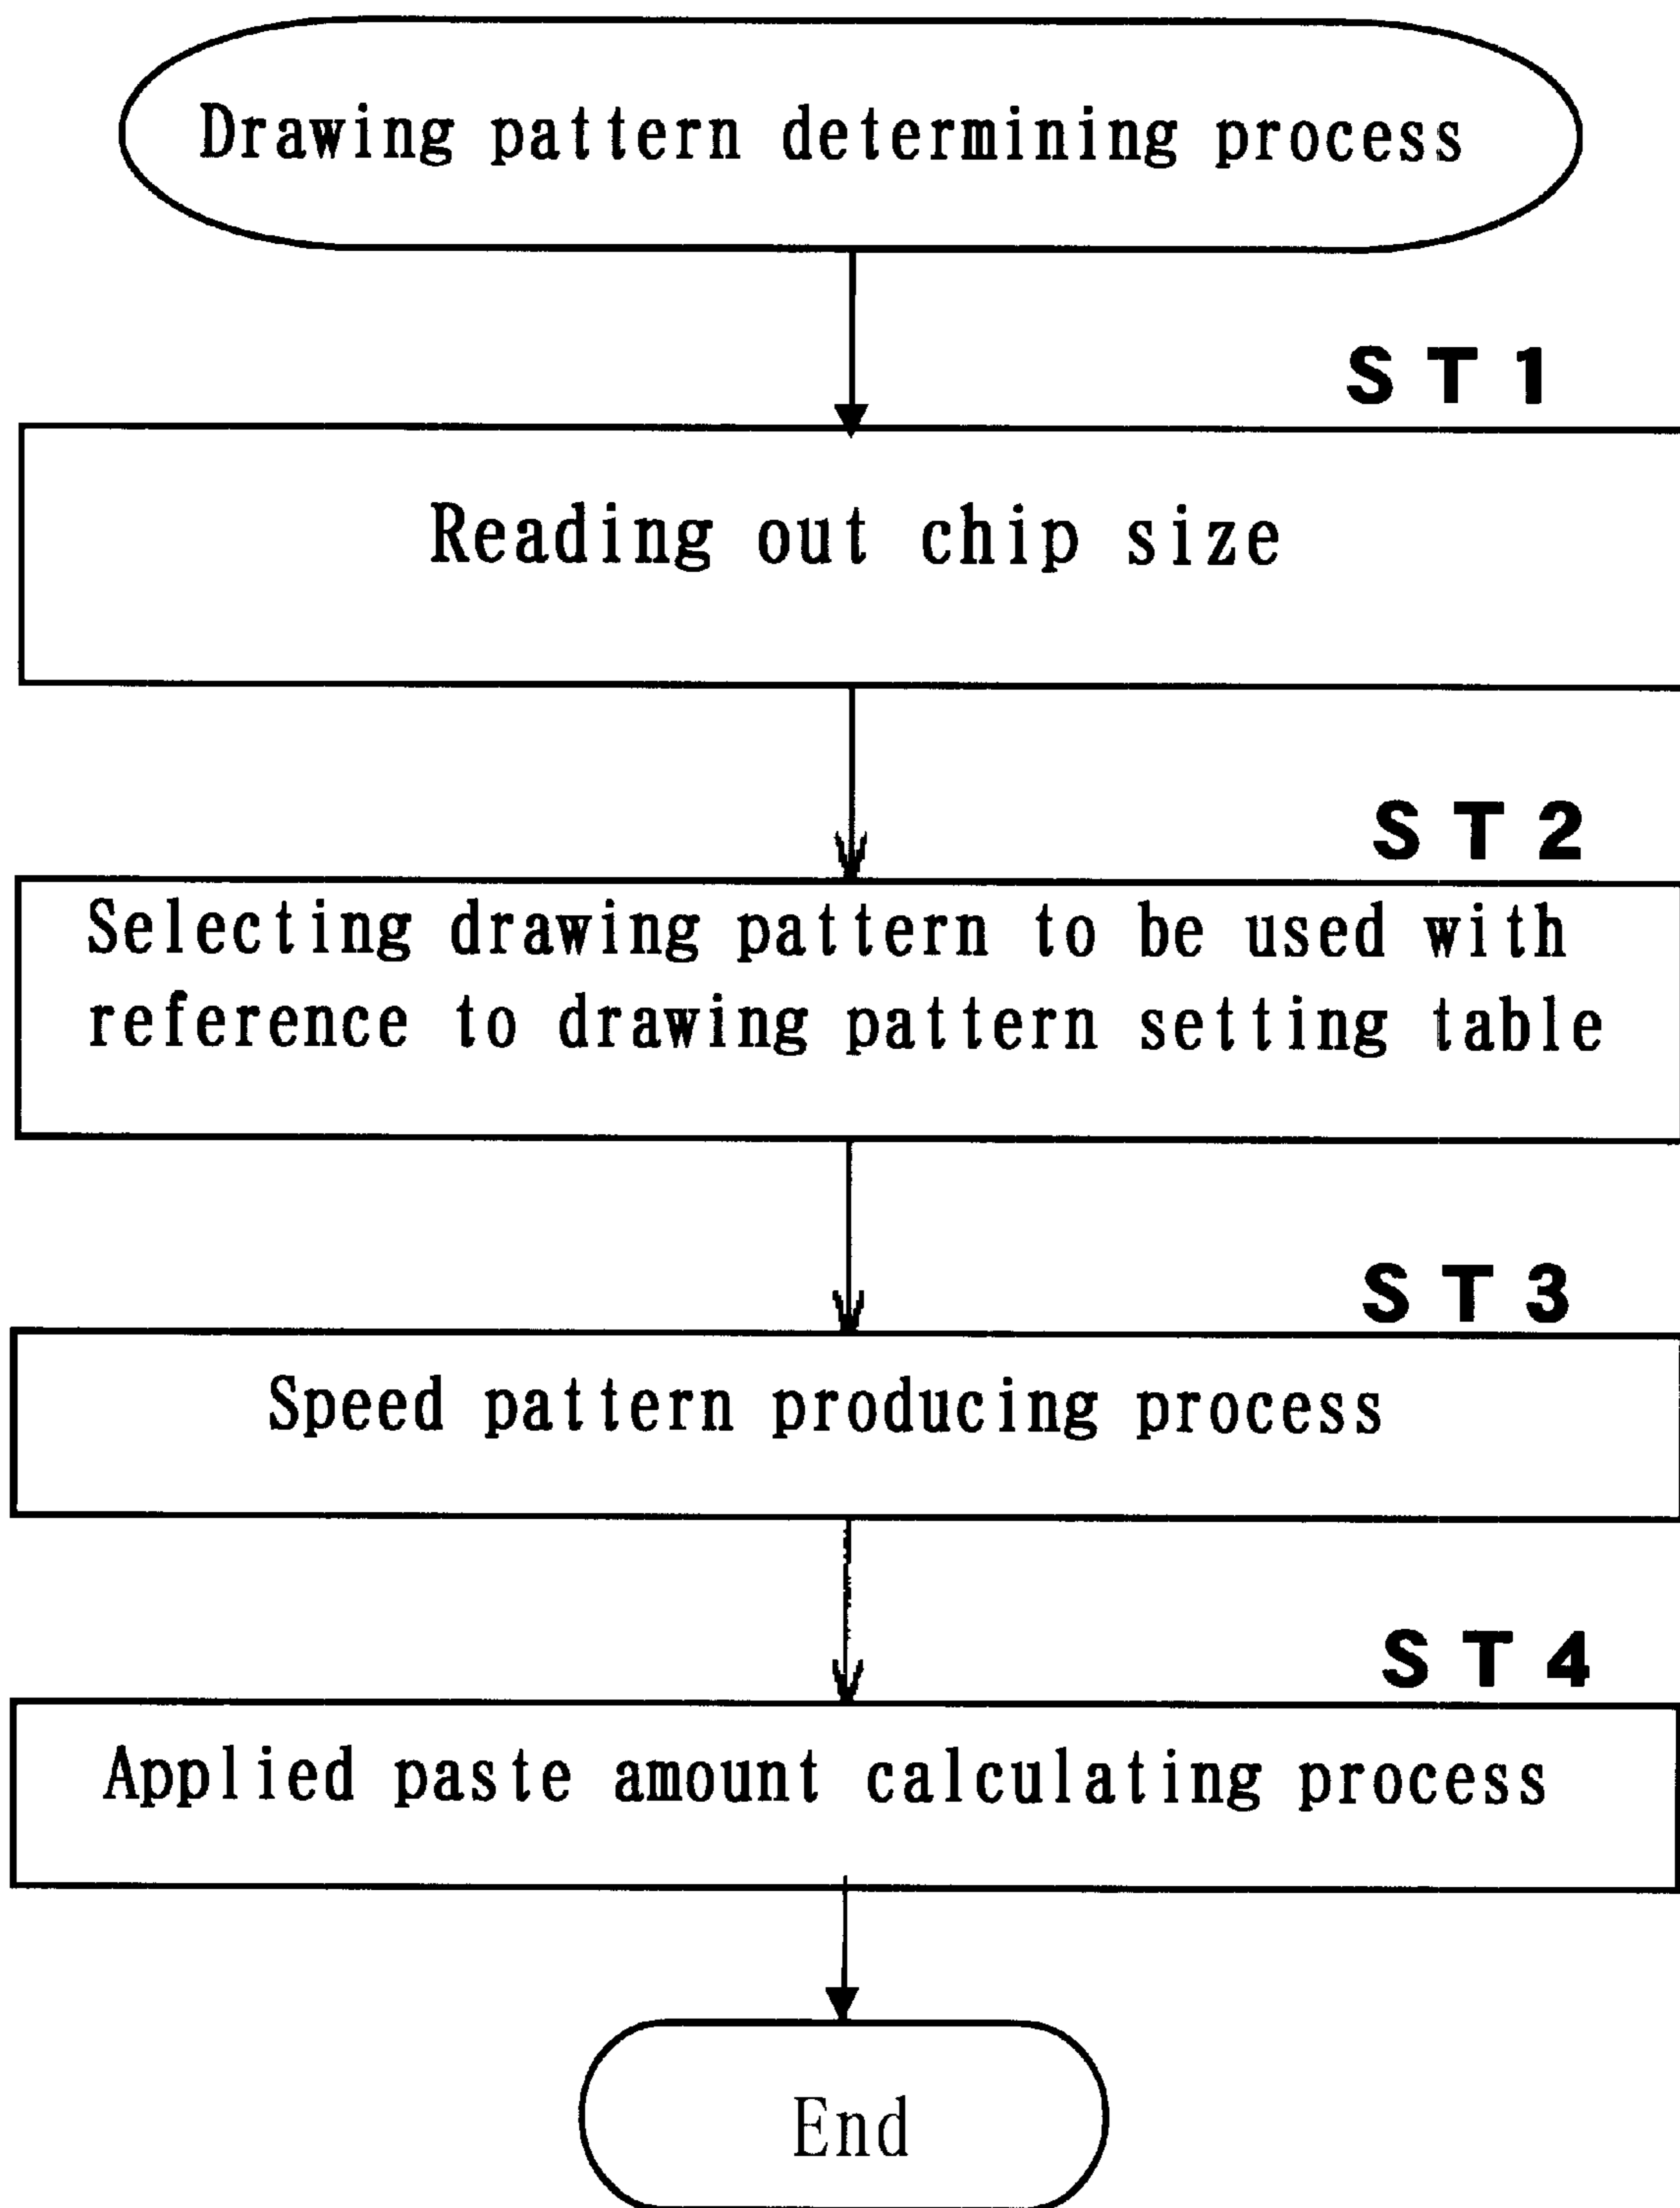 Drawing pattern determining process
ST1
Reading out chip size
ST2
Selecting drawing pattern to be used with
reference to drawing pattern setting table
ST3
Speed pattern producing process
ST4
Applied paste amount calculating process
End